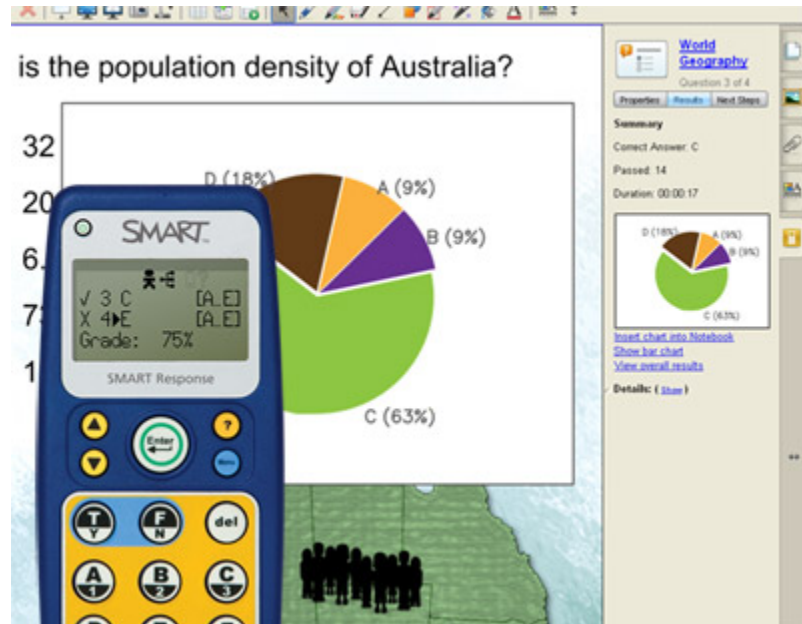 is the population density of Australia?
32
20
6
7
1
D (18%)
A (9%)
B (9%)
C (63%)
SMART
√ 3 C [A_E]
X 4▶E [A_E]
Grade: 75%
SMART Response
Enter
?
Menu
T
Y
F
N
del
A
1
B
2
C
3
World
Geography
Question 3 of 4
Properties Results Next Steps
Summary
Correct Answer: C
Passed: 14
Duration: 00:00:17
D (18%)
A (9%)
B (9%)
C (63%)
Insert chart into Notebook
Show bar chart
View overall results
Details: ( Show )